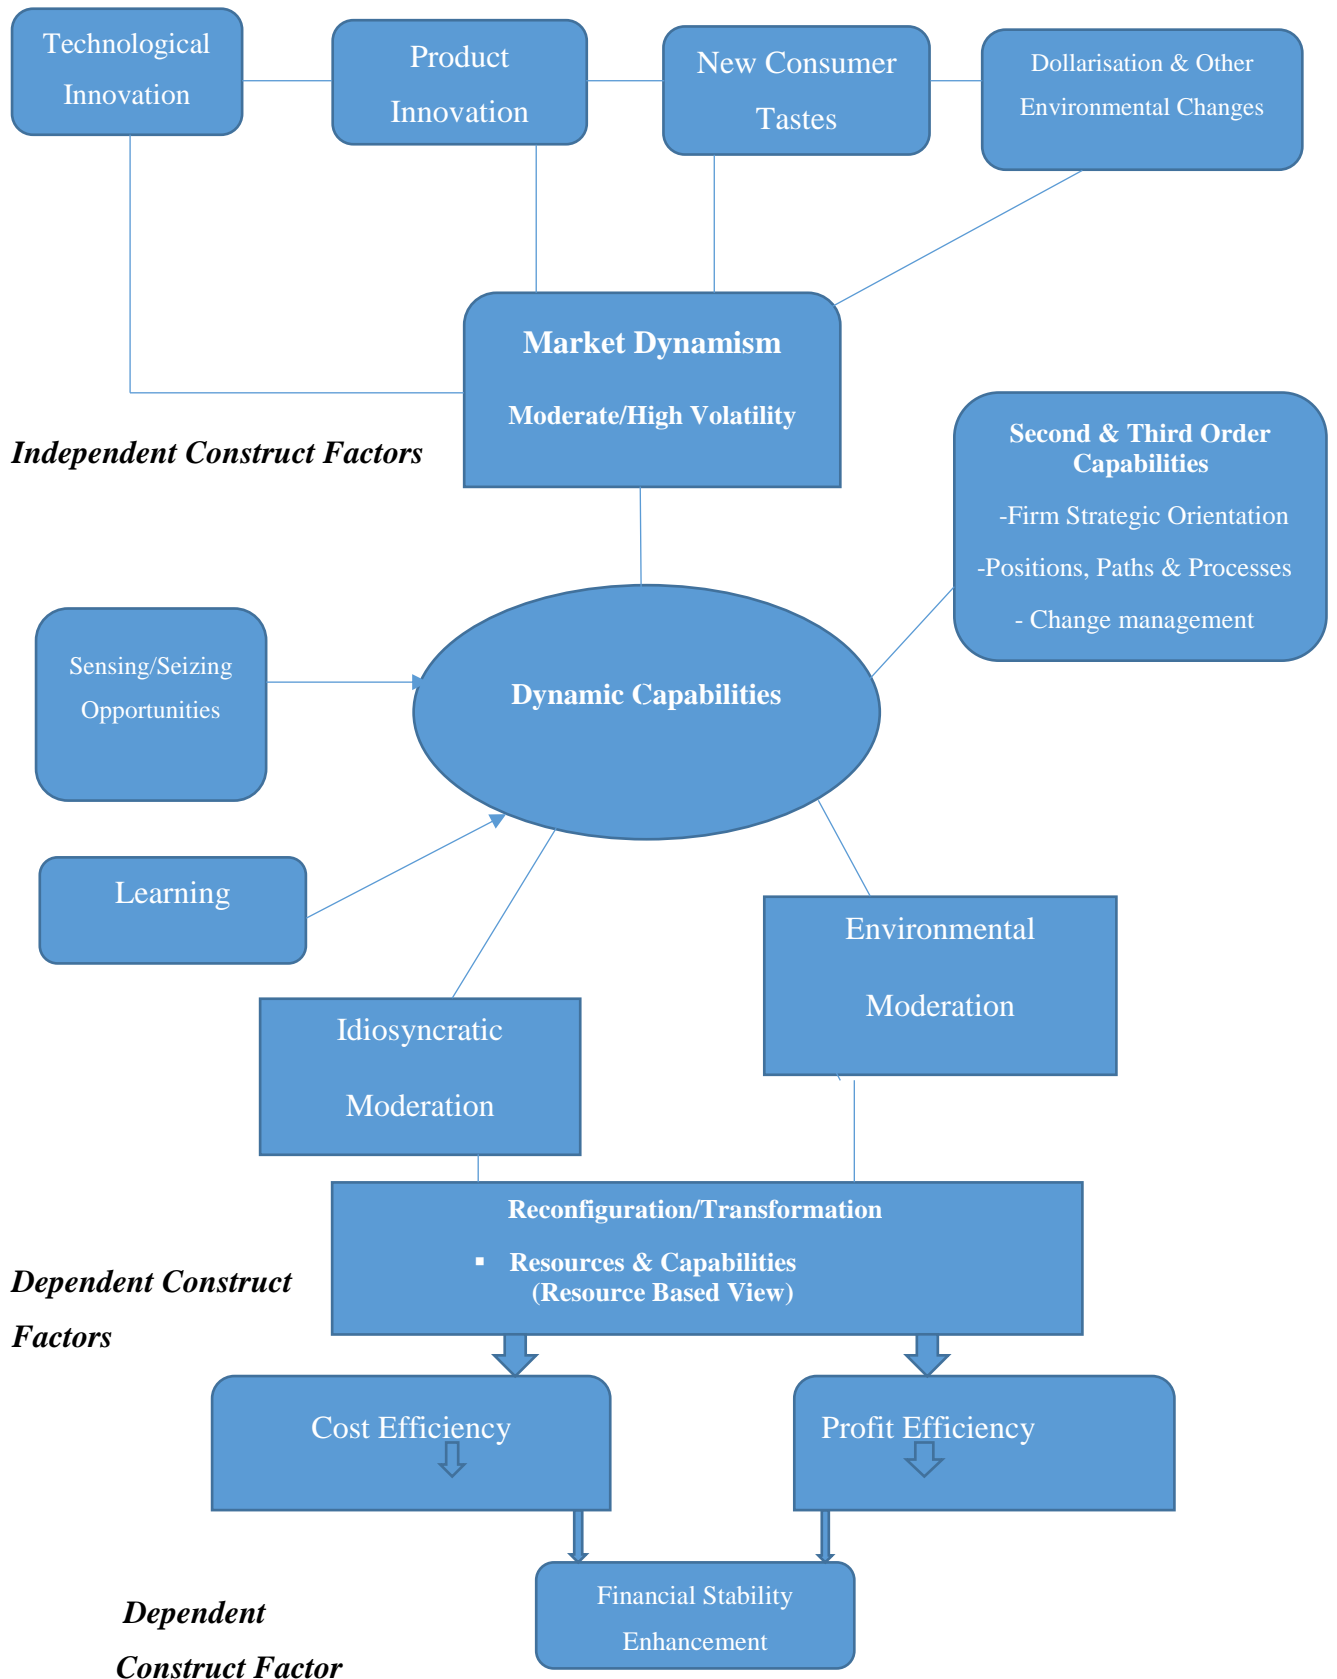 Technological
Innovation
Product
Innovation
New Consumer
Tastes
Dollarisation & Other
Environmental Changes
Market Dynamism
Moderate/High Volatility
Independent Construct Factors
Second & Third Order
Capabilities
-Firm Strategic Orientation
-Positions, Paths & Processes
- Change management
Sensing/Seizing
Opportunities
Dynamic Capabilities
Learning
Environmental
Moderation
Idiosyncratic
Moderation
Reconfiguration/Transformation
▪ Resources & Capabilities
(Resource Based View)
Dependent Construct
Factors
Cost Efficiency
Profit Efficiency
Financial Stability
Enhancement
Dependent
Construct Factor